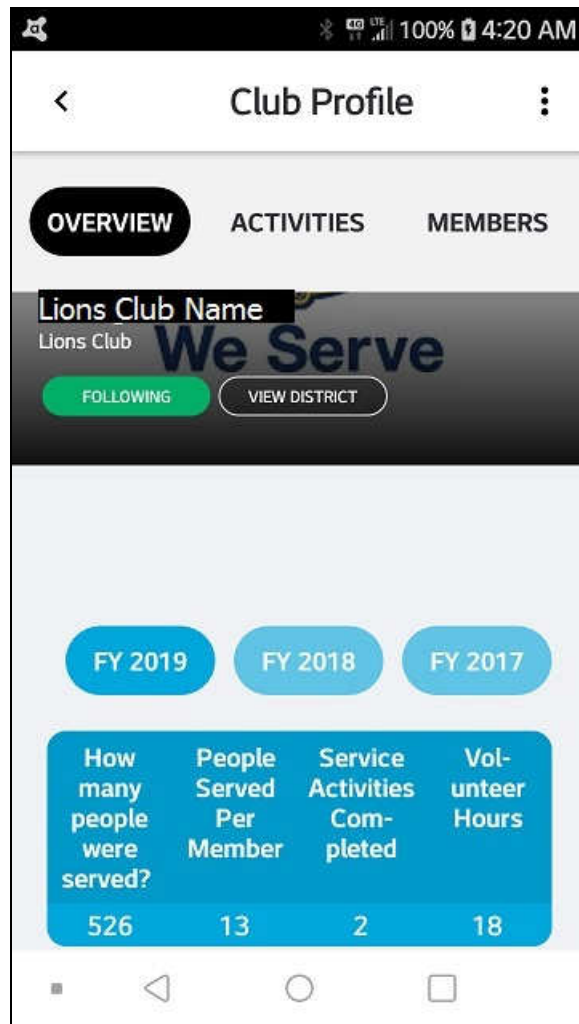 4G LTE 100% 4:20 AM
Club Profile
OVERVIEW ACTIVITIES MEMBERS
Lions Club Name
Lions Club
We Serve
FOLLOWING VIEW DISTRICT
FY 2019 FY 2018 FY 2017
How People Service Vol-
many Served Activities unteer
people Per Com- Hours
were Member pleted
served?
526 13 2 18